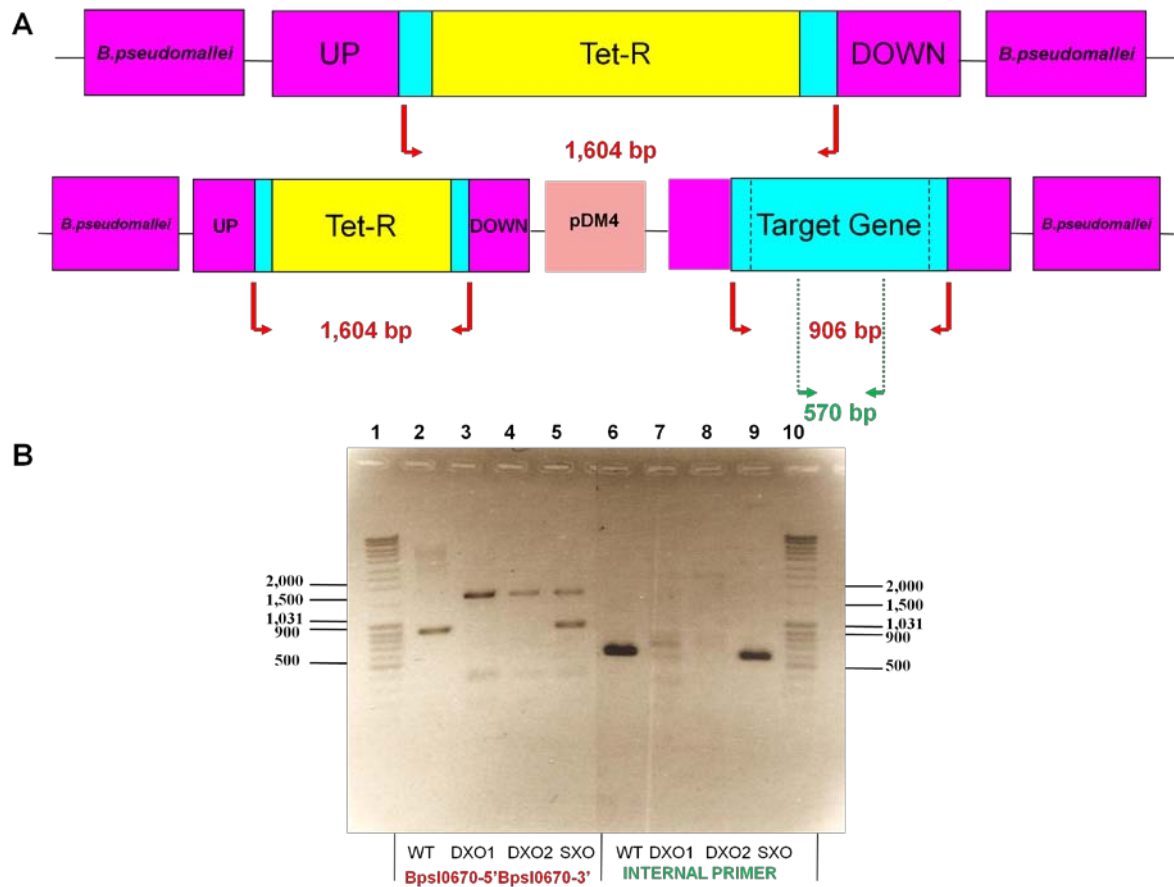 A
B.pseudomallei UP Tet-R DOWN B.pseudomallei
1,604 bp
B.pseudomallei UP Tet-R DOWN pDM4 Target Gene B.pseudomallei
1,604 bp 906 bp
570 bp
B
1 2 3 4 5 6 7 8 9 10
2,000 2,000
1,500 1,500
1,031 1,031
900 900
500 500
WT DXO1 DXO2 SXO WT DXO1 DXO2 SXO
Bpsl0670-5'Bpsl0670-3' INTERNAL PRIMER